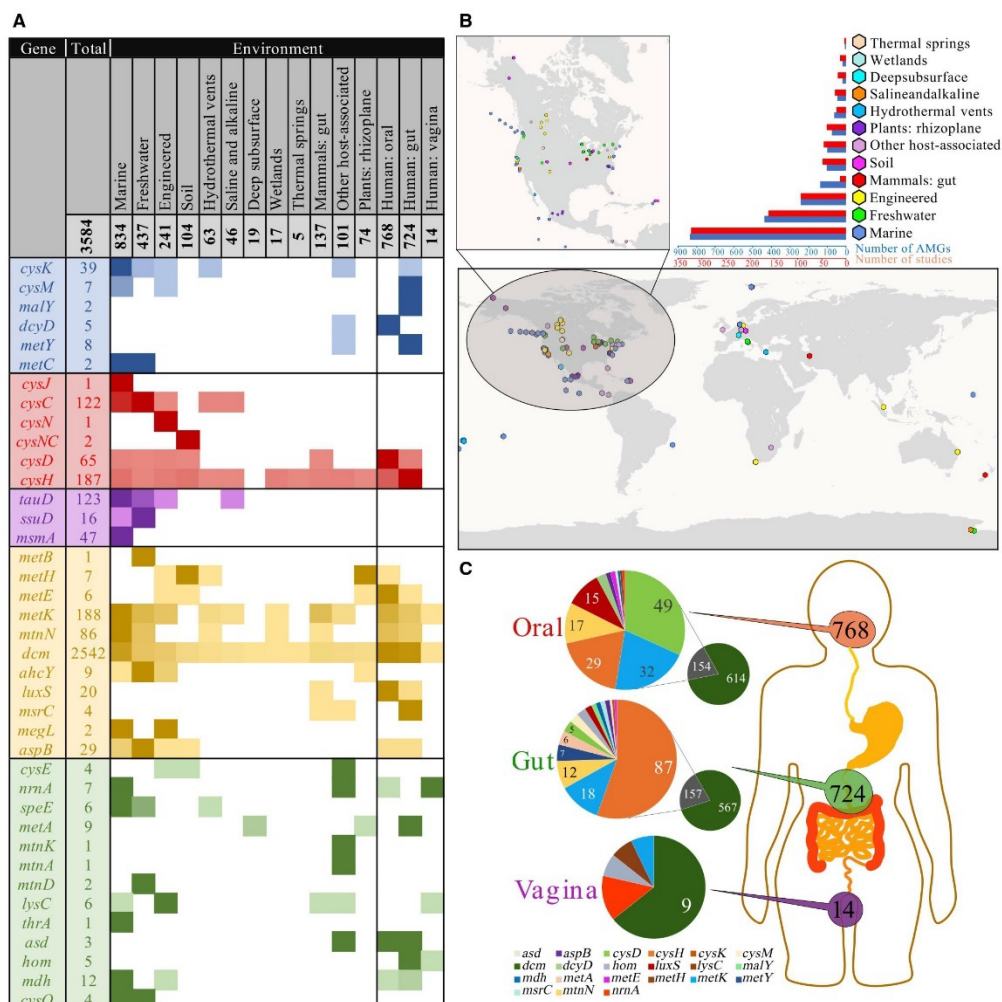 A
Gene Total Environment
Marine
Freshwater
Engineered
Soil
Hydrothermal vents
Saline and alkaline
Deep subsurface
Wetlands
Thermal springs
Mammals: gut
Other host-associated
Plants: rhizoplane
Human: oral
Human: gut
Human: vagina
3584 834 437 241 104 63 46 19 17 5 137 101 74 768 724 14
cysK 39
cysM 7
malY 2
dcyD 5
metY 8
metC 2
cysJ 1
cysC 122
cysN 1
cysNC 2
cysD 65
cysH 187
tauD 123
ssuD 16
msmA 47
metB 1
metH 7
metE 6
metK 188
mtnN 86
dcm 2542
ahcY 9
luxS 20
msrC 4
megL 2
aspB 29
cysE 4
nrnA 7
speE 6
metA 9
mtnK 1
mtnA 1
mtnD 2
lysC 6
thrA 1
asd 3
hom 5
mdh 12
cysQ 4
B
Thermal springs
Wetlands
Deepsubsurface
Salineandalkaline
Hydrothermal vents
Plants: rhizoplane
Other host-associated
Soil
Mammals: gut
Engineered
Freshwater
Marine
900 800 700 600 500 400 300 200 100 0
Number of AMGs
Number of studies
350 300 250 200 150 100 50 0
C
Oral
49
32
29
17
15
154
614
768
Gut
87
18
12
7
6
5
157
567
724
Vagina
9
14
asd aspB cysD cysH cysK cysM
dcm dcyD hom luxS lysC malY
mdh metA metE metH metK metY
msrC mtnN nrnA